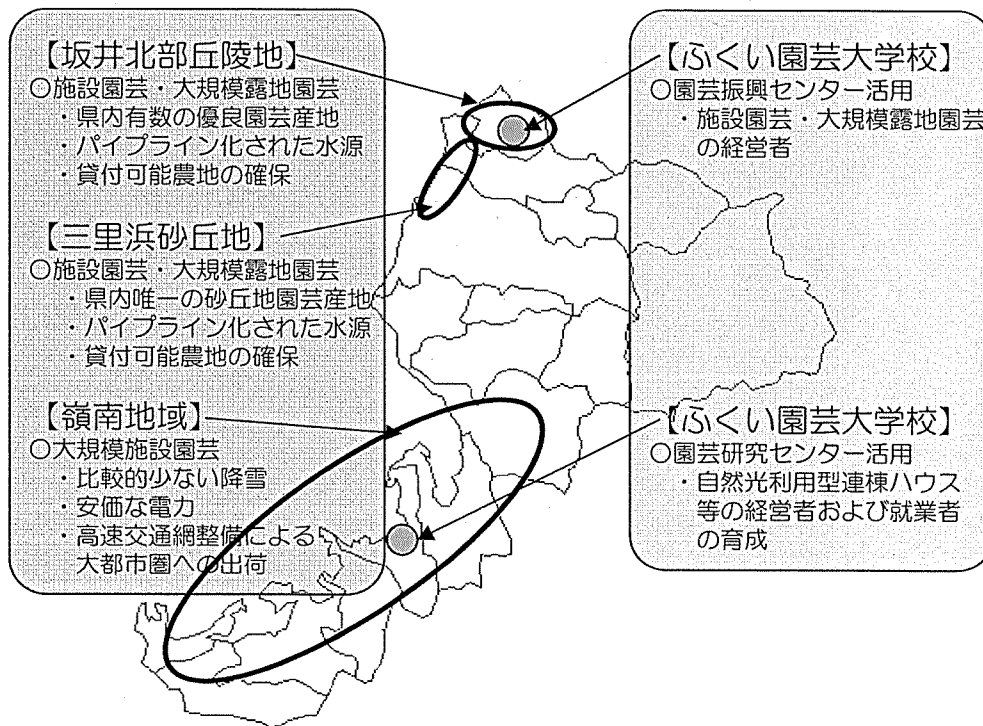 【坂井北部丘陵地】
○施設園芸・大規模露地園芸
・県内有数の優良園芸産地
・パイプライン化された水源
・貸付可能農地の確保
【三里浜砂丘地】
○施設園芸・大規模露地園芸
・県内唯一の砂丘地園芸産地
・パイプライン化された水源
・貸付可能農地の確保
【嶺南地域】
○大規模施設園芸
・比較的少ない降雪
・安価な電力
・高速交通網整備による
大都市圏への出荷
【ふくい園芸大学校】
○園芸振興センター活用
・施設園芸・大規模露地園芸
の経営者
【ふくい園芸大学校】
○園芸研究センター活用
・自然光利用型連棟ハウス
等の経営者および就業者
の育成